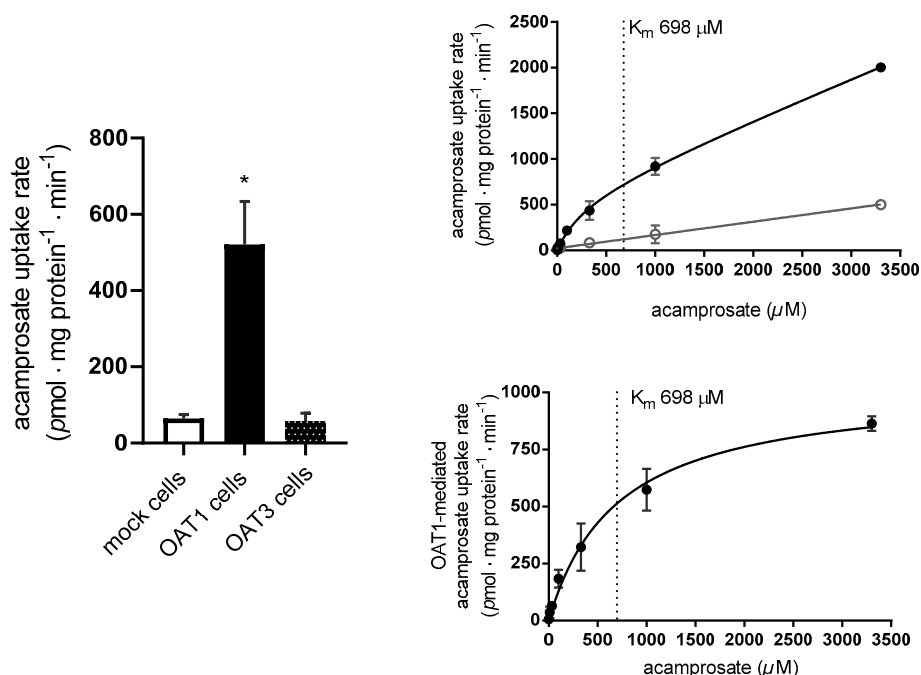 acamprosate uptake rate
(pmol · mg protein⁻¹ · min⁻¹)
800
600
400
200
0
*
mock cells
OAT1 cells
OAT3 cells
acamprosate uptake rate
(pmol · mg protein⁻¹ · min⁻¹)
2500
2000
1500
1000
500
0
Kₘ 698 µM
0 500 1000 1500 2000 2500 3000 3500
acamprosate (µM)
OAT1-mediated
acamprosate uptake rate
(pmol · mg protein⁻¹ · min⁻¹)
1000
750
500
250
0
Kₘ 698 µM
0 500 1000 1500 2000 2500 3000 3500
acamprosate (µM)